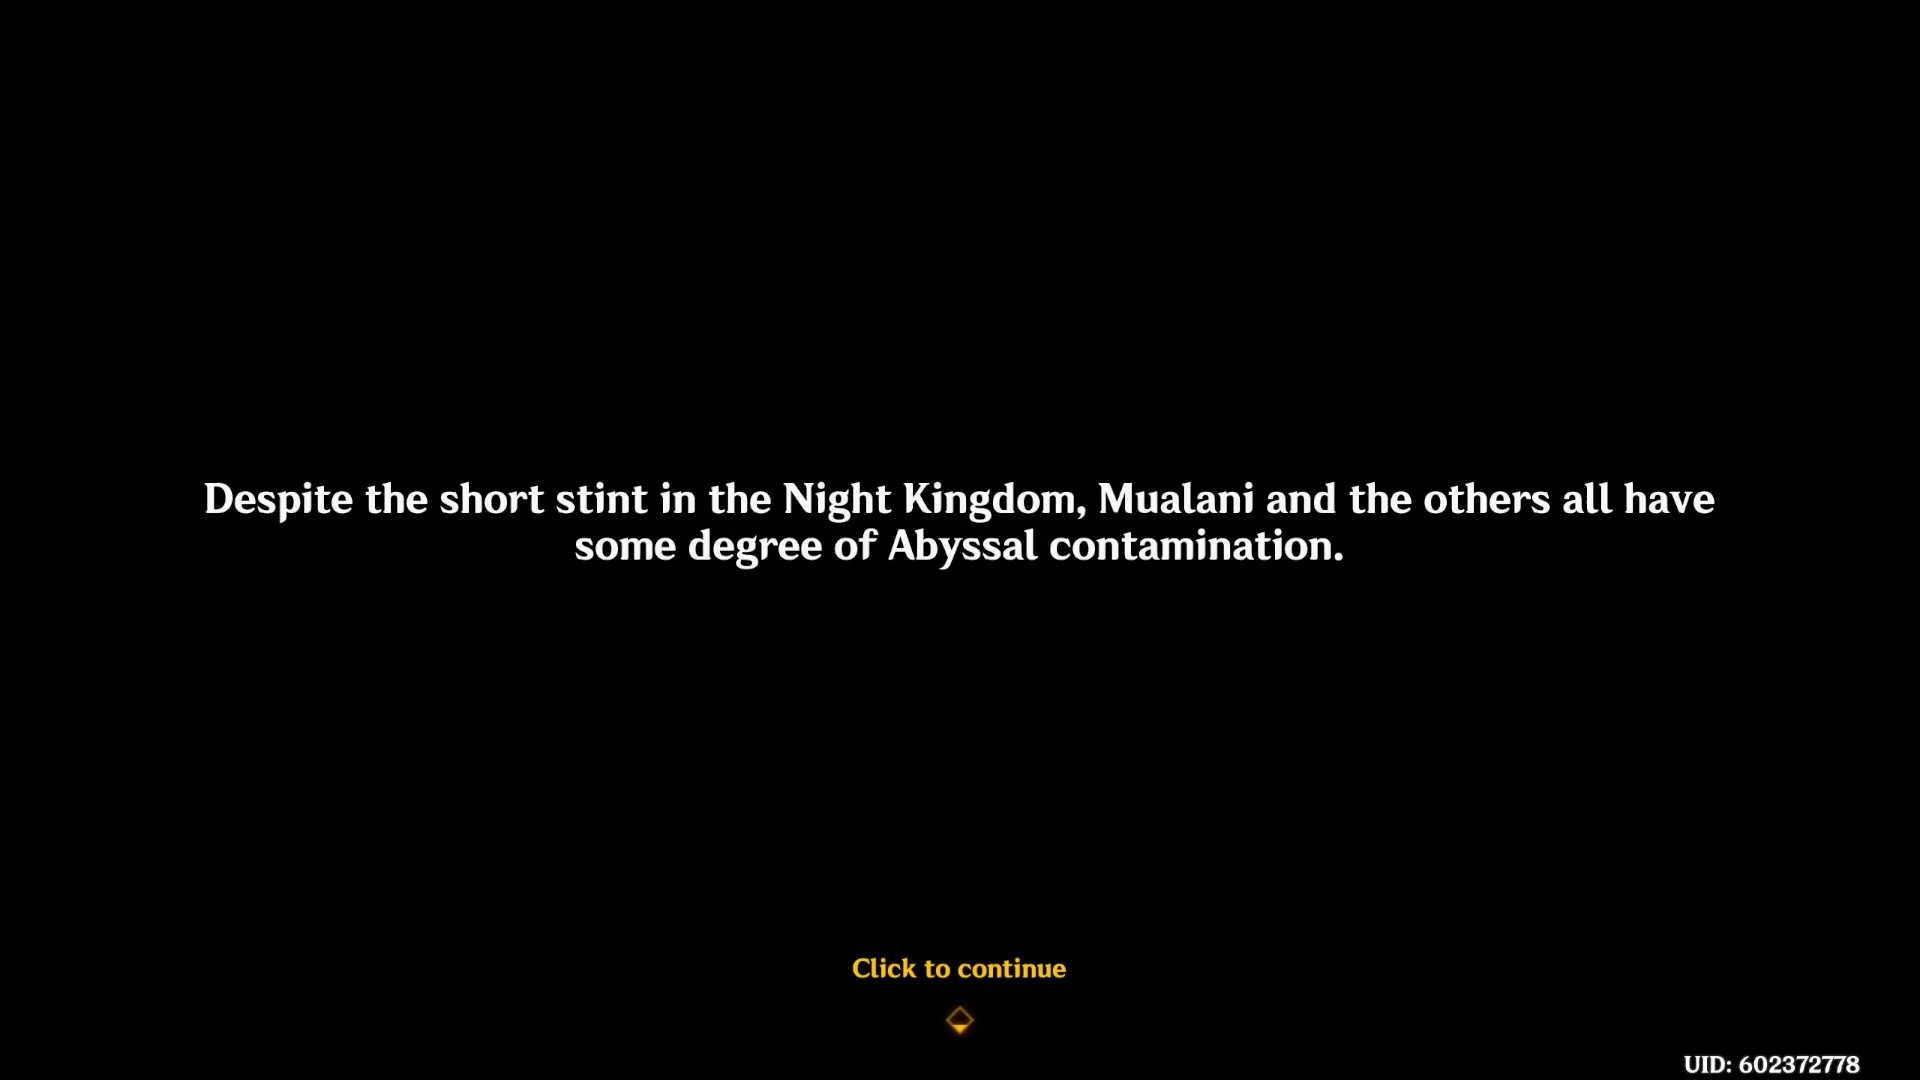 Despite the short stint in the Night Kingdom, Mualani and the others all have
some degree of Abyssal contamination.
Click to continue
UID: 602372778